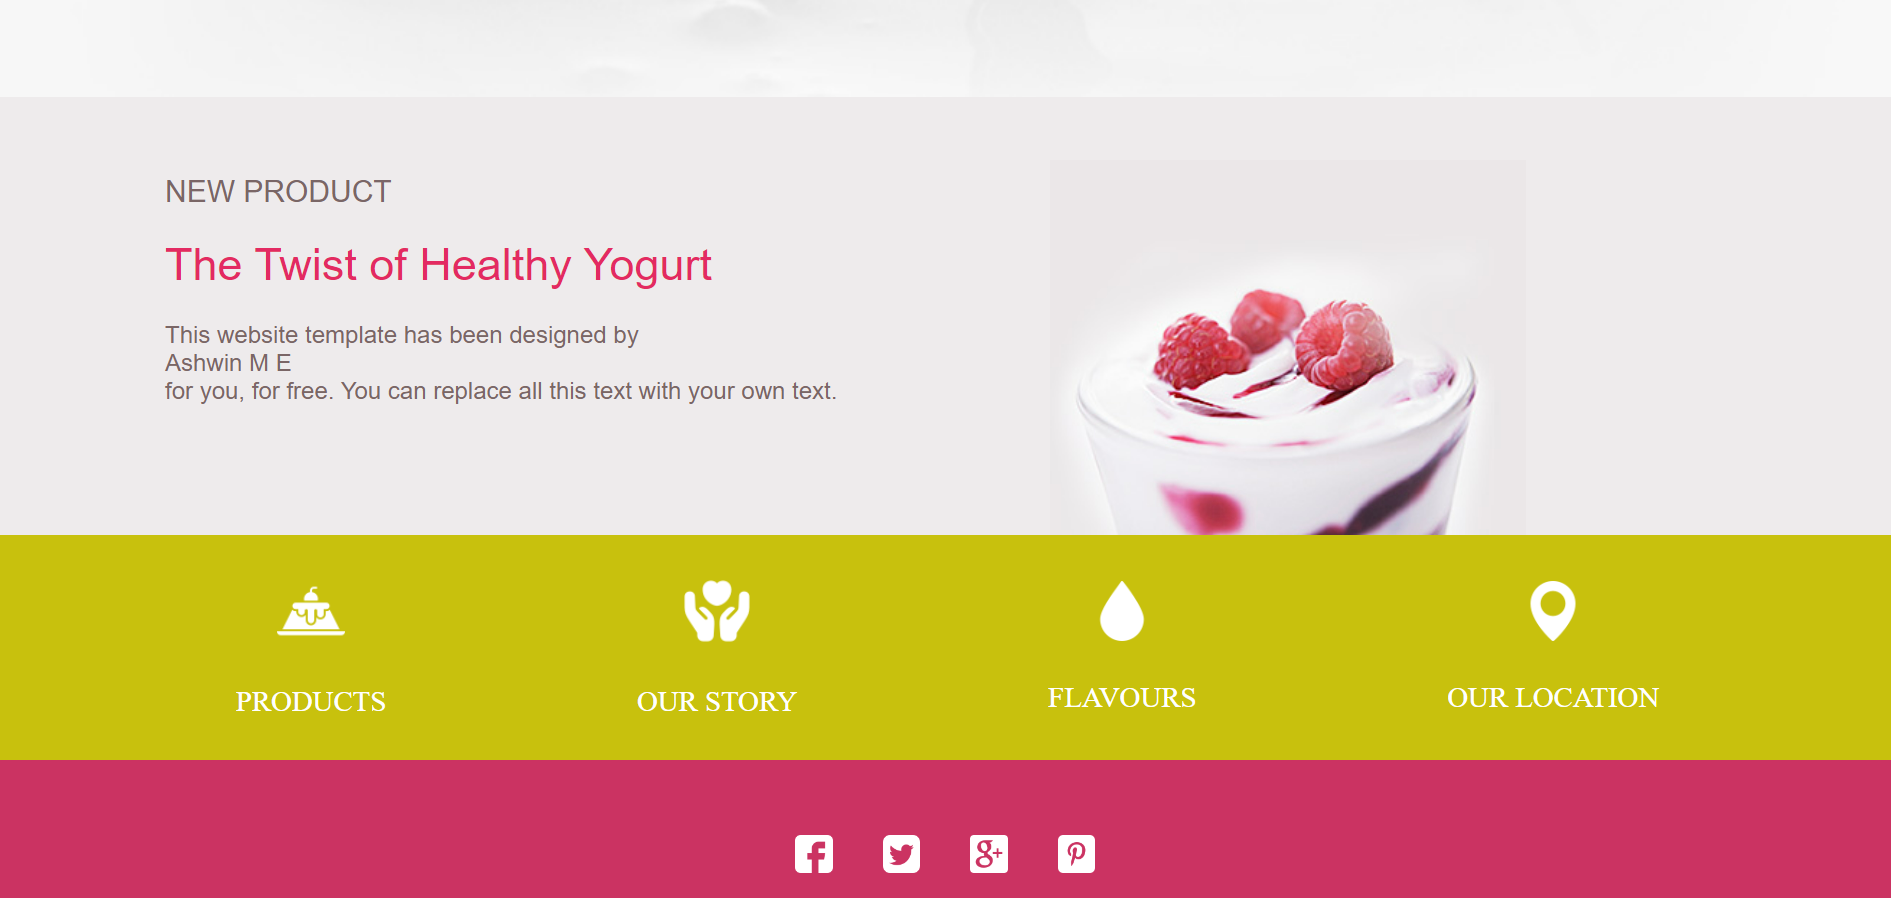 NEW PRODUCT
The Twist of Healthy Yogurt
This website template has been designed by
Ashwin M E
for you, for free. You can replace all this text with your own text.
PRODUCTS
OUR STORY
FLAVOURS
OUR LOCATION